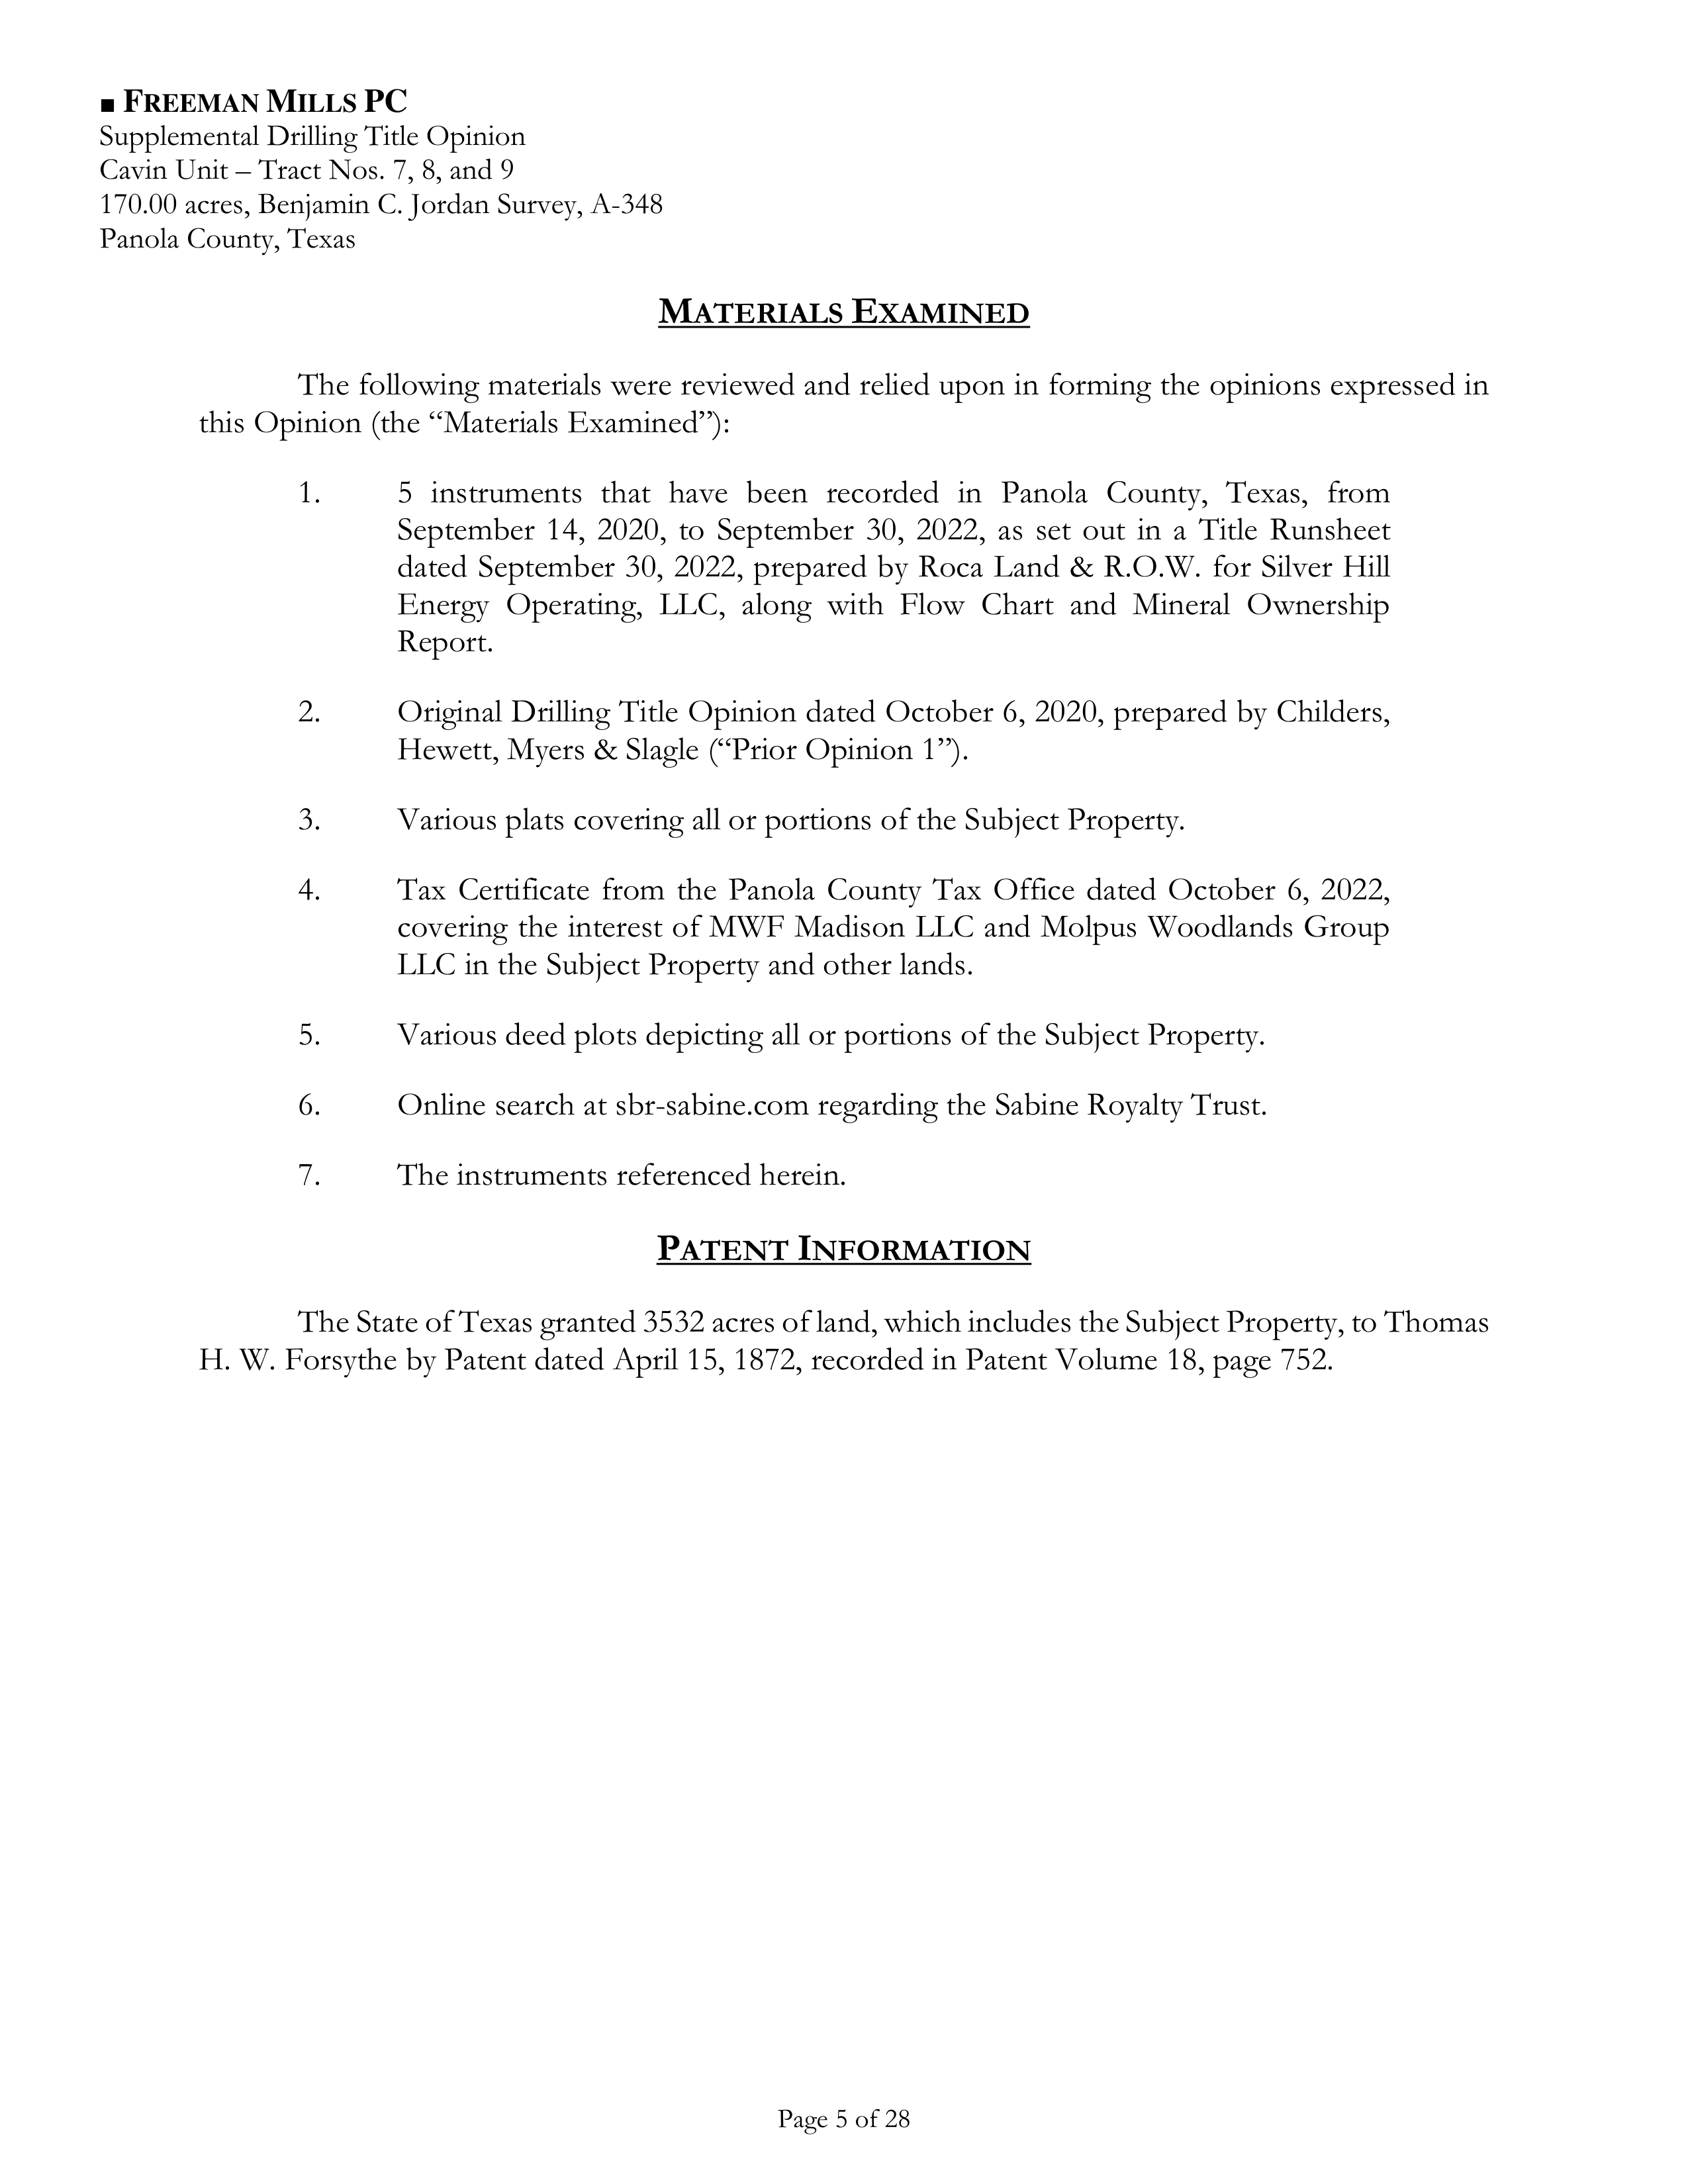 ■ FREEMAN MILLS PC
Supplemental Drilling Title Opinion
Cavin Unit – Tract Nos. 7, 8, and 9
170.00 acres, Benjamin C. Jordan Survey, A-348
Panola County, Texas
MATERIALS EXAMINED
The following materials were reviewed and relied upon in forming the opinions expressed in
this Opinion (the “Materials Examined”):
1. 5 instruments that have been recorded in Panola County, Texas, from
September 14, 2020, to September 30, 2022, as set out in a Title Runsheet
dated September 30, 2022, prepared by Roca Land & R.O.W. for Silver Hill
Energy Operating, LLC, along with Flow Chart and Mineral Ownership
Report.
2. Original Drilling Title Opinion dated October 6, 2020, prepared by Childers,
Hewett, Myers & Slagle (“Prior Opinion 1”).
3. Various plats covering all or portions of the Subject Property.
4. Tax Certificate from the Panola County Tax Office dated October 6, 2022,
covering the interest of MWF Madison LLC and Molpus Woodlands Group
LLC in the Subject Property and other lands.
5. Various deed plots depicting all or portions of the Subject Property.
6. Online search at sbr-sabine.com regarding the Sabine Royalty Trust.
7. The instruments referenced herein.
PATENT INFORMATION
The State of Texas granted 3532 acres of land, which includes the Subject Property, to Thomas
H. W. Forsythe by Patent dated April 15, 1872, recorded in Patent Volume 18, page 752.
Page 5 of 28